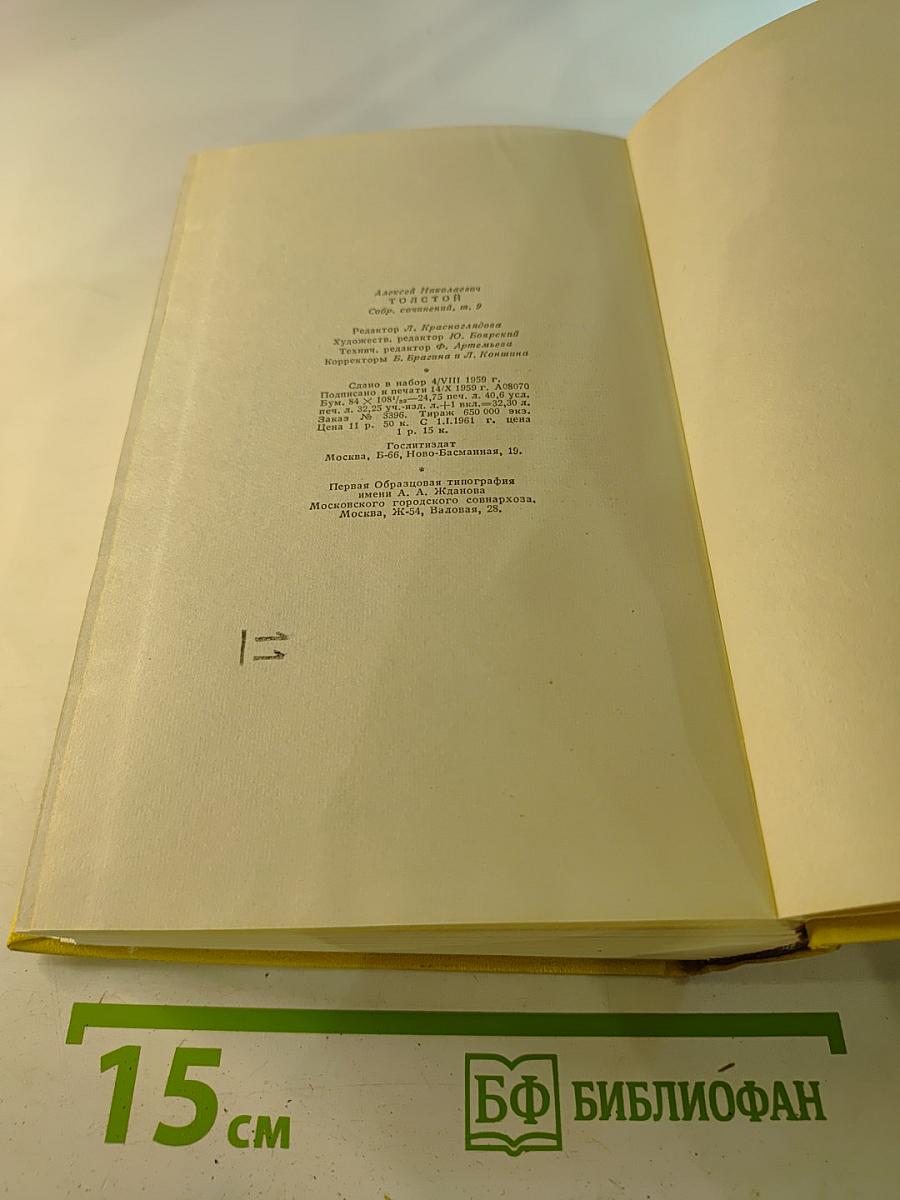 Алексей Николаевич
ТОЛСТОЙ
Собр. сочинений, т. 9
Редактор Л. Красноглядова
Художеств. редактор Ю. Боярский
Технич. редактор Ф. Артемьева
Корректоры Б. Брагина и Л. Коншина
*
Сдано в набор 4/VIII 1959 г.
Подписано к печати 14/X 1959 г. А08070
Бум. 84 × 108¹/₃₂—24,75 печ. л. 40,6 усл.
печ. л. 32,25 уч.-изд. л.+1 вкл.=32,30 л.
Заказ № 3396. Тираж 650 000 экз.
Цена 11 р. 50 к. С 1.I.1961 г. цена
1 р. 15 к.
Гослитиздат
Москва, Б-66, Ново-Басманная, 19.
*
Первая Образцовая типография
имени А. А. Жданова
Московского городского совнархоза.
Москва, Ж-54, Валовая, 28.
11
15 см
БФ БИБЛИОФАН